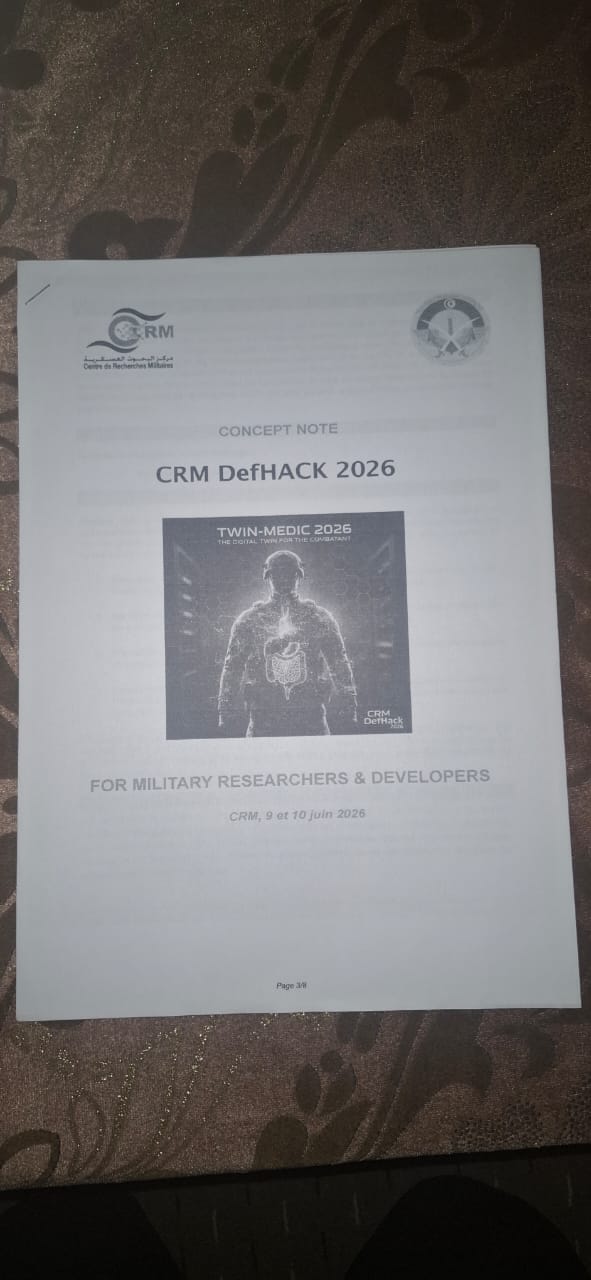 CRM
مركز البحوث العسكرية
Centre de Recherches Militaires
CONCEPT NOTE
CRM DefHACK 2026
TWIN-MEDIC 2026
THE DIGITAL TWIN FOR THE COMBATANT
CRM
DefHack
2026
FOR MILITARY RESEARCHERS & DEVELOPERS
CRM, 9 et 10 juin 2026
Page 3/8